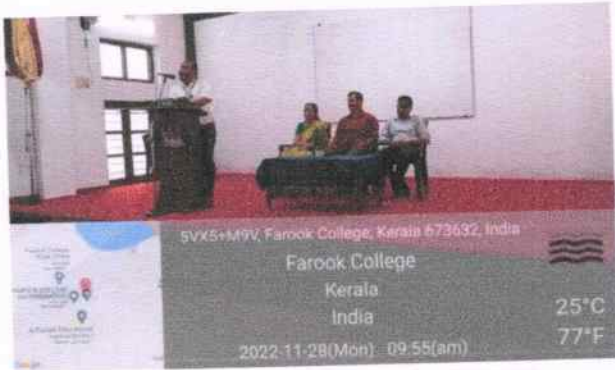 5VX5+M9V, Farook College, Kerala 673632, India
Farook College
Kerala
India
25°C
77°F
2022-11-28(Mon) 09:55(am)
Google